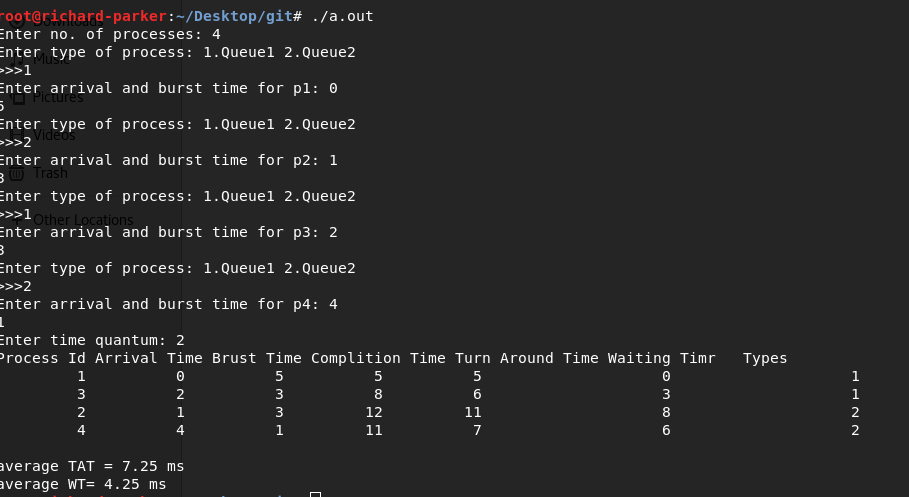 root@richard-parker:~/Desktop/git# ./a.out
Enter no. of processes: 4
Enter type of process: 1.Queue1 2.Queue2
>>>1
Enter arrival and burst time for p1: 0
5
Enter type of process: 1.Queue1 2.Queue2
>>>2
Enter arrival and burst time for p2: 1
3
Enter type of process: 1.Queue1 2.Queue2
>>>1
Enter arrival and burst time for p3: 2
3
Enter type of process: 1.Queue1 2.Queue2
>>>2
Enter arrival and burst time for p4: 4
1
Enter time quantum: 2
Process Id Arrival Time Brust Time Complition Time Turn Around Time Waiting Timr Types
1 0 5 5 5 0 1
3 2 3 8 6 3 1
2 1 3 12 11 8 2
4 4 1 11 7 6 2
average TAT = 7.25 ms
average WT= 4.25 ms
Downloads
Music
Pictures
Videos
Trash
Other Locations